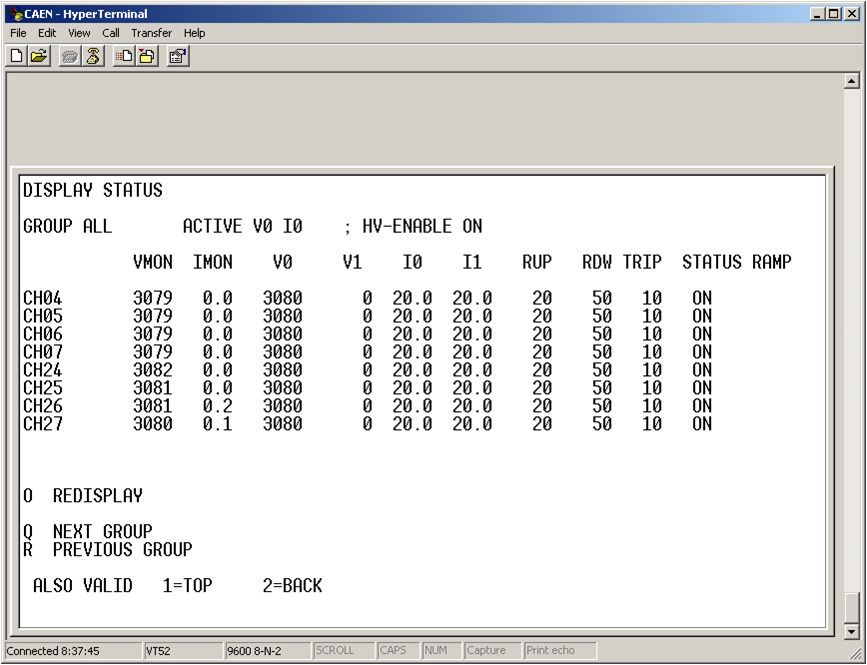 CAEN - HyperTerminal
File Edit View Call Transfer Help
DISPLAY STATUS
GROUP ALL ACTIVE V0 I0 ; HV-ENABLE ON
VMON IMON V0 V1 I0 I1 RUP RDW TRIP STATUS RAMP
CH04 3079 0.0 3080 0 20.0 20.0 20 50 10 ON
CH05 3079 0.0 3080 0 20.0 20.0 20 50 10 ON
CH06 3079 0.0 3080 0 20.0 20.0 20 50 10 ON
CH07 3079 0.0 3080 0 20.0 20.0 20 50 10 ON
CH24 3082 0.0 3080 0 20.0 20.0 20 50 10 ON
CH25 3081 0.0 3080 0 20.0 20.0 20 50 10 ON
CH26 3081 0.2 3080 0 20.0 20.0 20 50 10 ON
CH27 3080 0.1 3080 0 20.0 20.0 20 50 10 ON
O REDISPLAY
Q NEXT GROUP
R PREVIOUS GROUP
ALSO VALID 1=TOP 2=BACK
Connected 8:37:45 VT52 9600 8-N-2 SCROLL CAPS NUM Capture Print echo